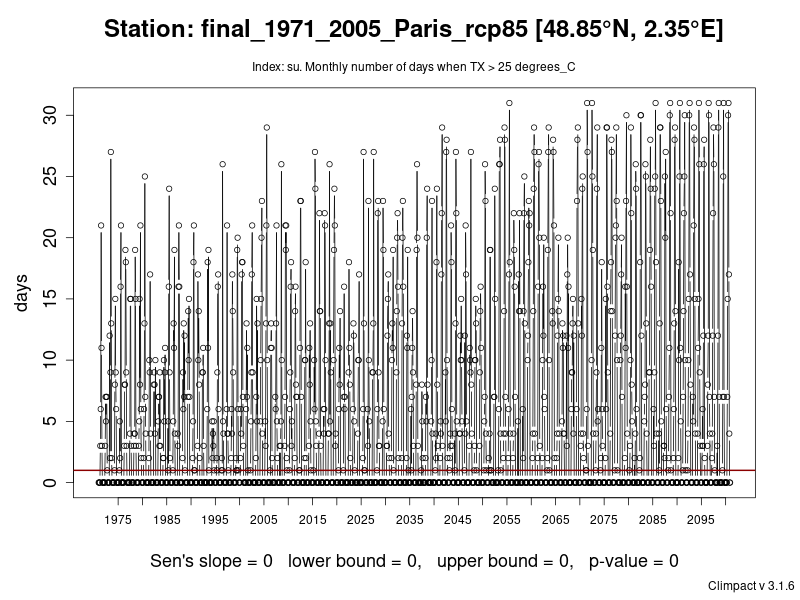 Station: final_1971_2005_Paris_rcp85 [48.85°N, 2.35°E]
Index: su. Monthly number of days when TX > 25 degrees_C
days
30
25
20
15
10
5
0
1975 1985 1995 2005 2015 2025 2035 2045 2055 2065 2075 2085 2095
Sen's slope = 0 lower bound = 0, upper bound = 0, p-value = 0
Climpact v 3.1.6